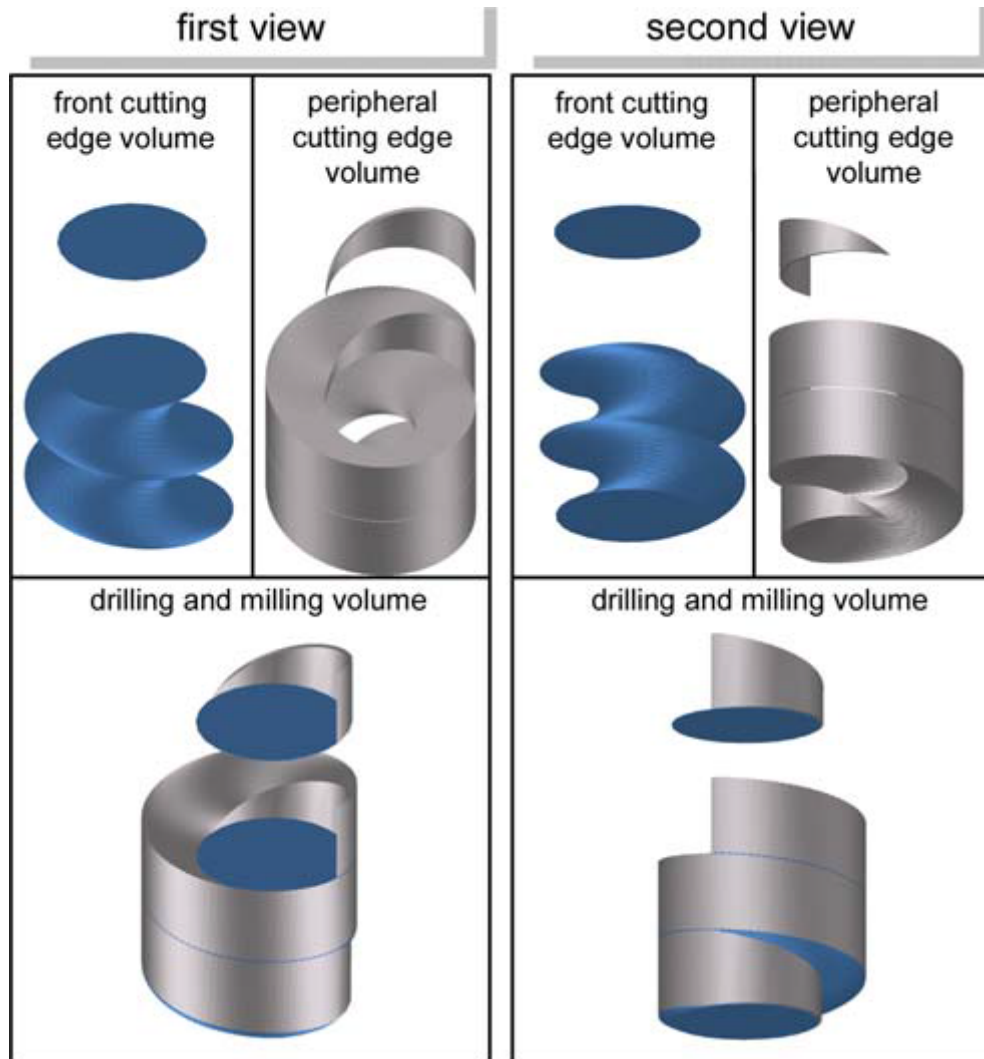 first view
second view
front cutting
edge volume
peripheral
cutting edge
volume
front cutting
edge volume
peripheral
cutting edge
volume
drilling and milling volume
drilling and milling volume